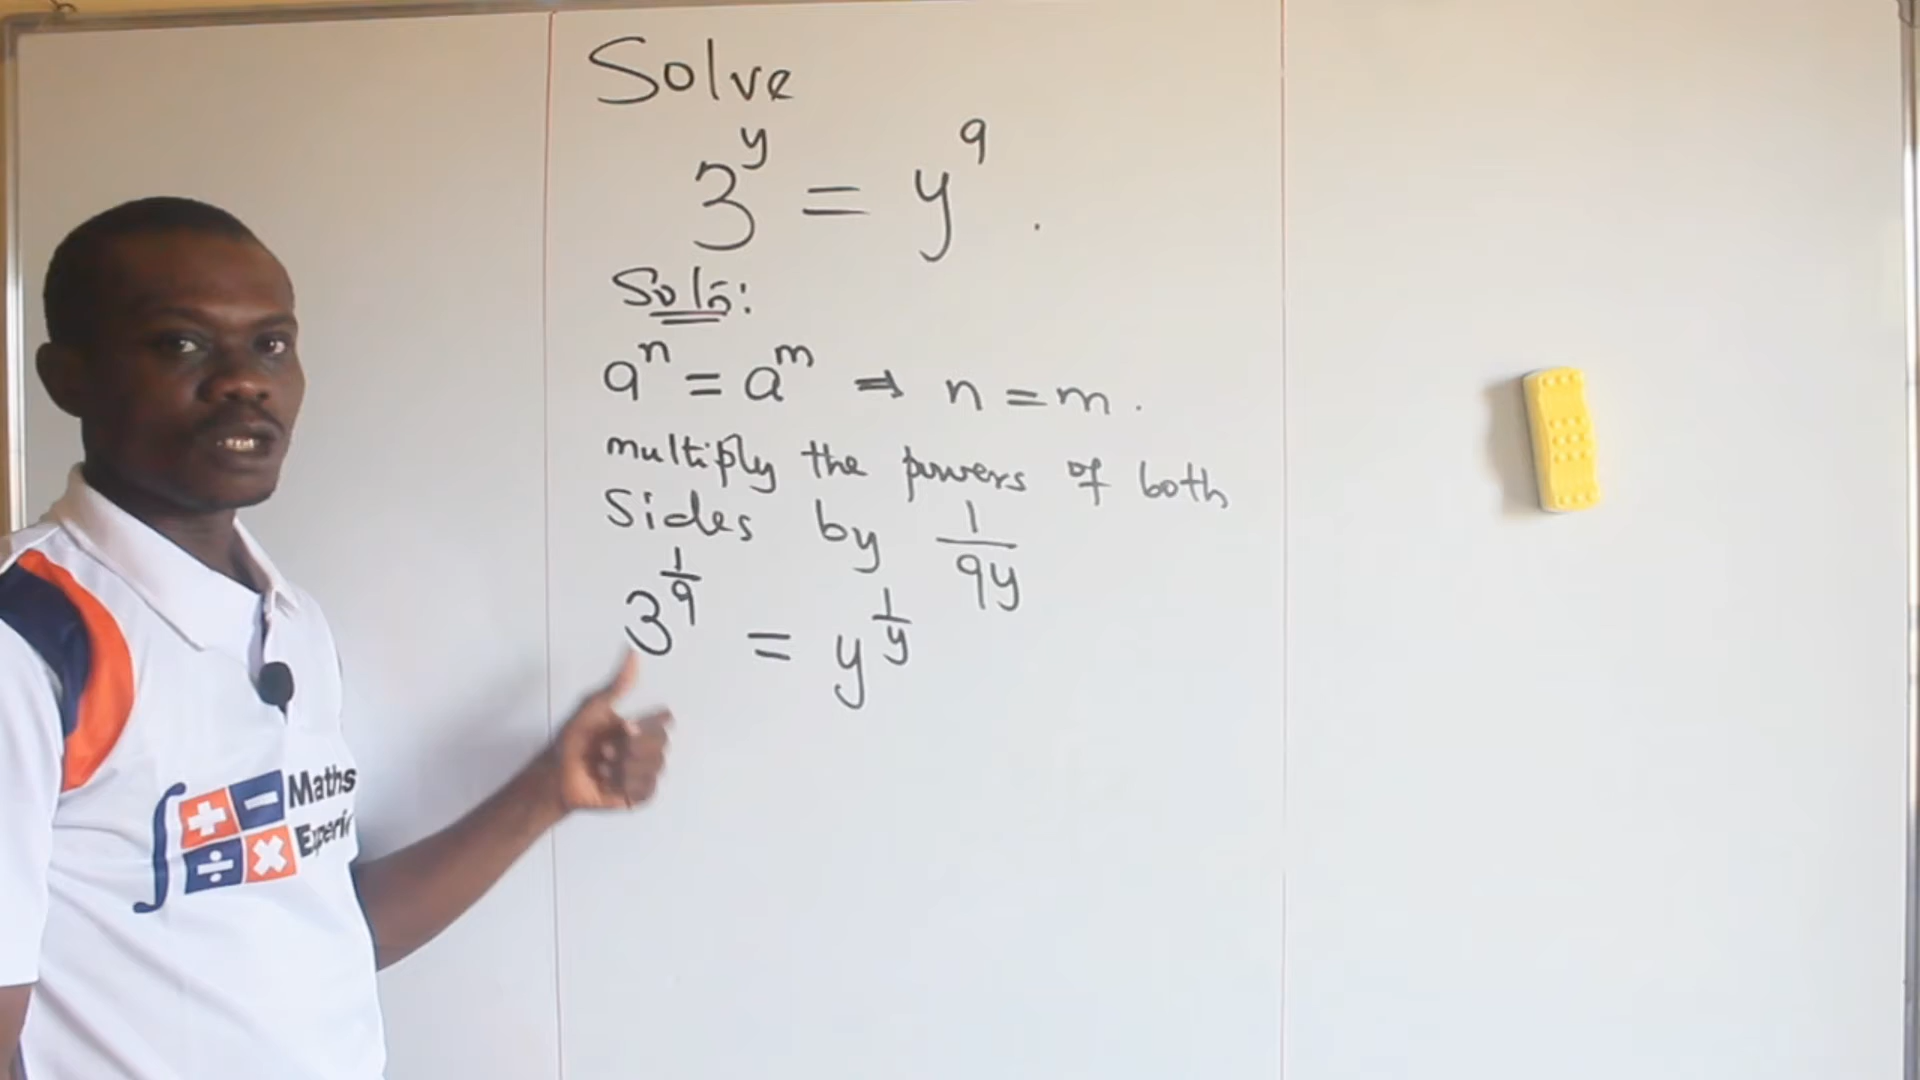 Solve
3^y = y^9 .
Soln:
a^n = a^m ⇒ n = m .
multiply the powers of both
Sides by 1/9y
3^1/9 = y^1/y
Maths